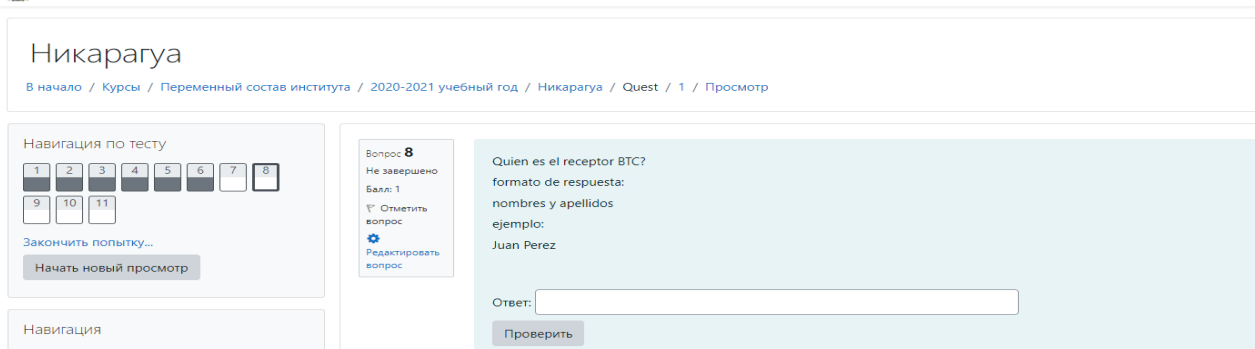 Никарагуа
В начало / Курсы / Переменный состав института / 2020-2021 учебный год / Никарагуа / Quest / 1 / Просмотр
Навигация по тесту
1 2 3 4 5 6 7 8
9 10 11
Закончить попытку...
Начать новый просмотр
Навигация
Вопрос 8
Не завершено
Балл: 1
Отметить
вопрос
Редактировать
вопрос
Quien es el receptor BTC?
formato de respuesta:
nombres y apellidos
ejemplo:
Juan Perez
Ответ:
Проверить